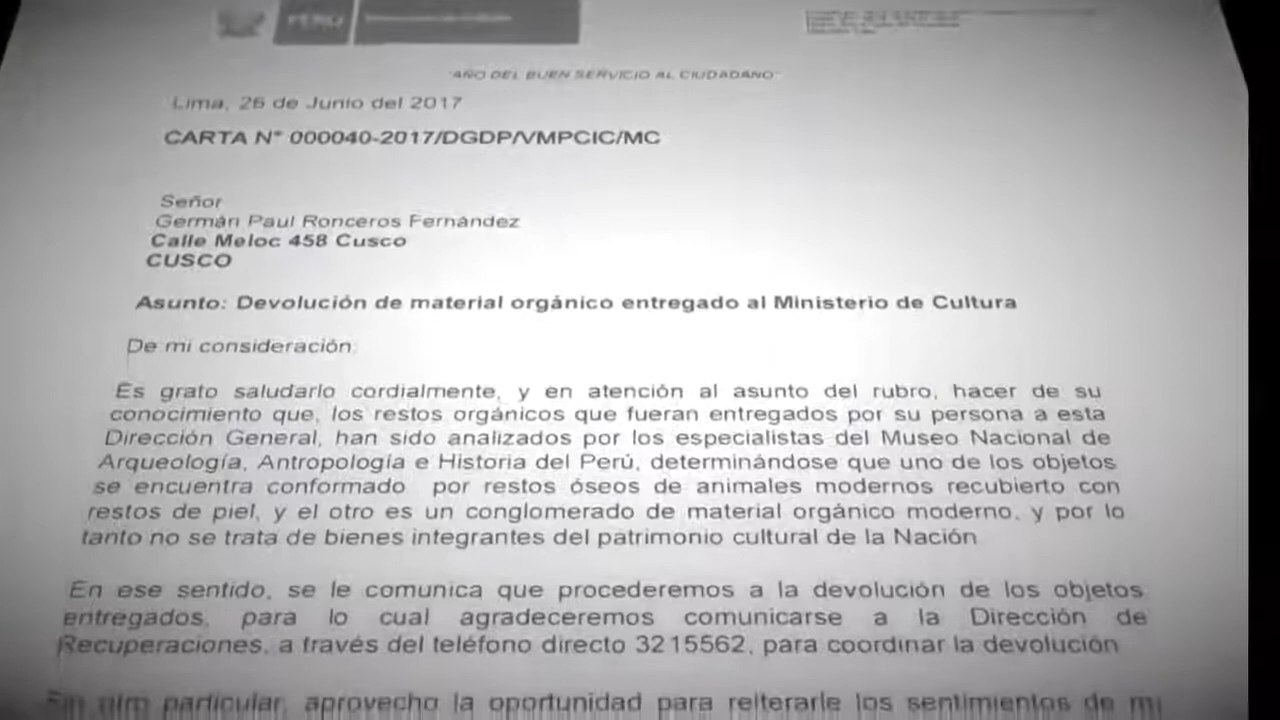 PERÚ
"AÑO DEL BUEN SERVICIO AL CIUDADANO"
Lima, 26 de Junio del 2017
CARTA N° 000040-2017/DGDP/VMPCIC/MC
Señor
Germán Paul Ronceros Fernández
Calle Meloc 458 Cusco
CUSCO
Asunto: Devolución de material orgánico entregado al Ministerio de Cultura
De mi consideración:
Es grato saludarlo cordialmente, y en atención al asunto del rubro, hacer de su
conocimiento que, los restos orgánicos que fueran entregados por su persona a esta
Dirección General, han sido analizados por los especialistas del Museo Nacional de
Arqueología, Antropología e Historia del Perú, determinándose que uno de los objetos
se encuentra conformado por restos óseos de animales modernos recubierto con
restos de piel, y el otro es un conglomerado de material orgánico moderno, y por lo
tanto no se trata de bienes integrantes del patrimonio cultural de la Nación
En ese sentido, se le comunica que procederemos a la devolución de los objetos
entregados, para lo cual agradeceremos comunicarse a la Dirección de
Recuperaciones, a través del teléfono directo 3215562, para coordinar la devolución
Sin otro particular, aprovecho la oportunidad para reiterarle los sentimientos de mi